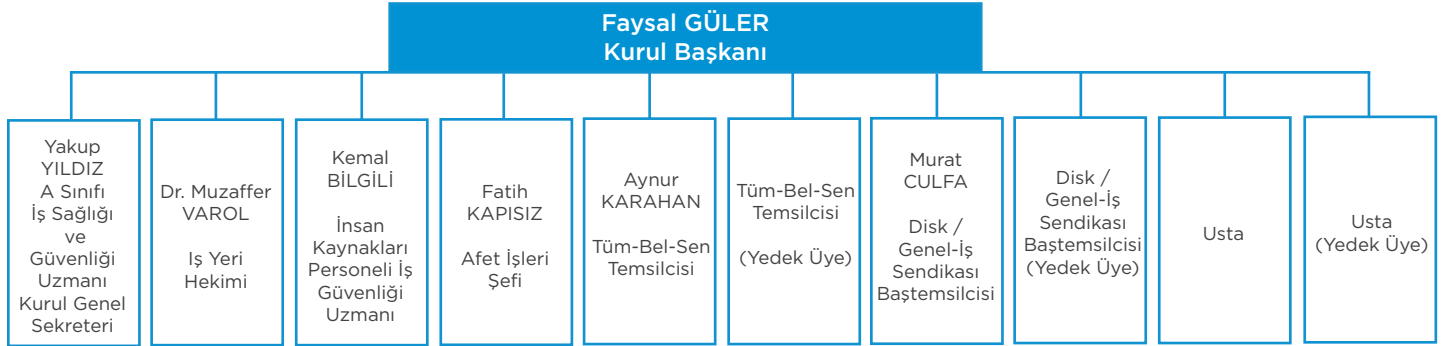 Faysal GÜLER
Kurul Başkanı
Yakup
YILDIZ
A Sınıfı
İş Sağlığı
ve
Güvenliği
Uzmanı
Kurul Genel
Sekreteri
Dr. Muzaffer
VAROL
Iş Yeri
Hekimi
Kemal
BİLGİLİ
İnsan
Kaynakları
Personeli İş
Güvenliği
Uzmanı
Fatih
KAPISIZ
Afet İşleri
Şefi
Aynur
KARAHAN
Tüm-Bel-Sen
Temsilcisi
Tüm-Bel-Sen
Temsilcisi
(Yedek Üye)
Murat
CULFA
Disk /
Genel-İş
Sendikası
Baştemsilcisi
Disk /
Genel-İş
Sendikası
Baştemsilcisi
(Yedek Üye)
Usta
Usta
(Yedek Üye)